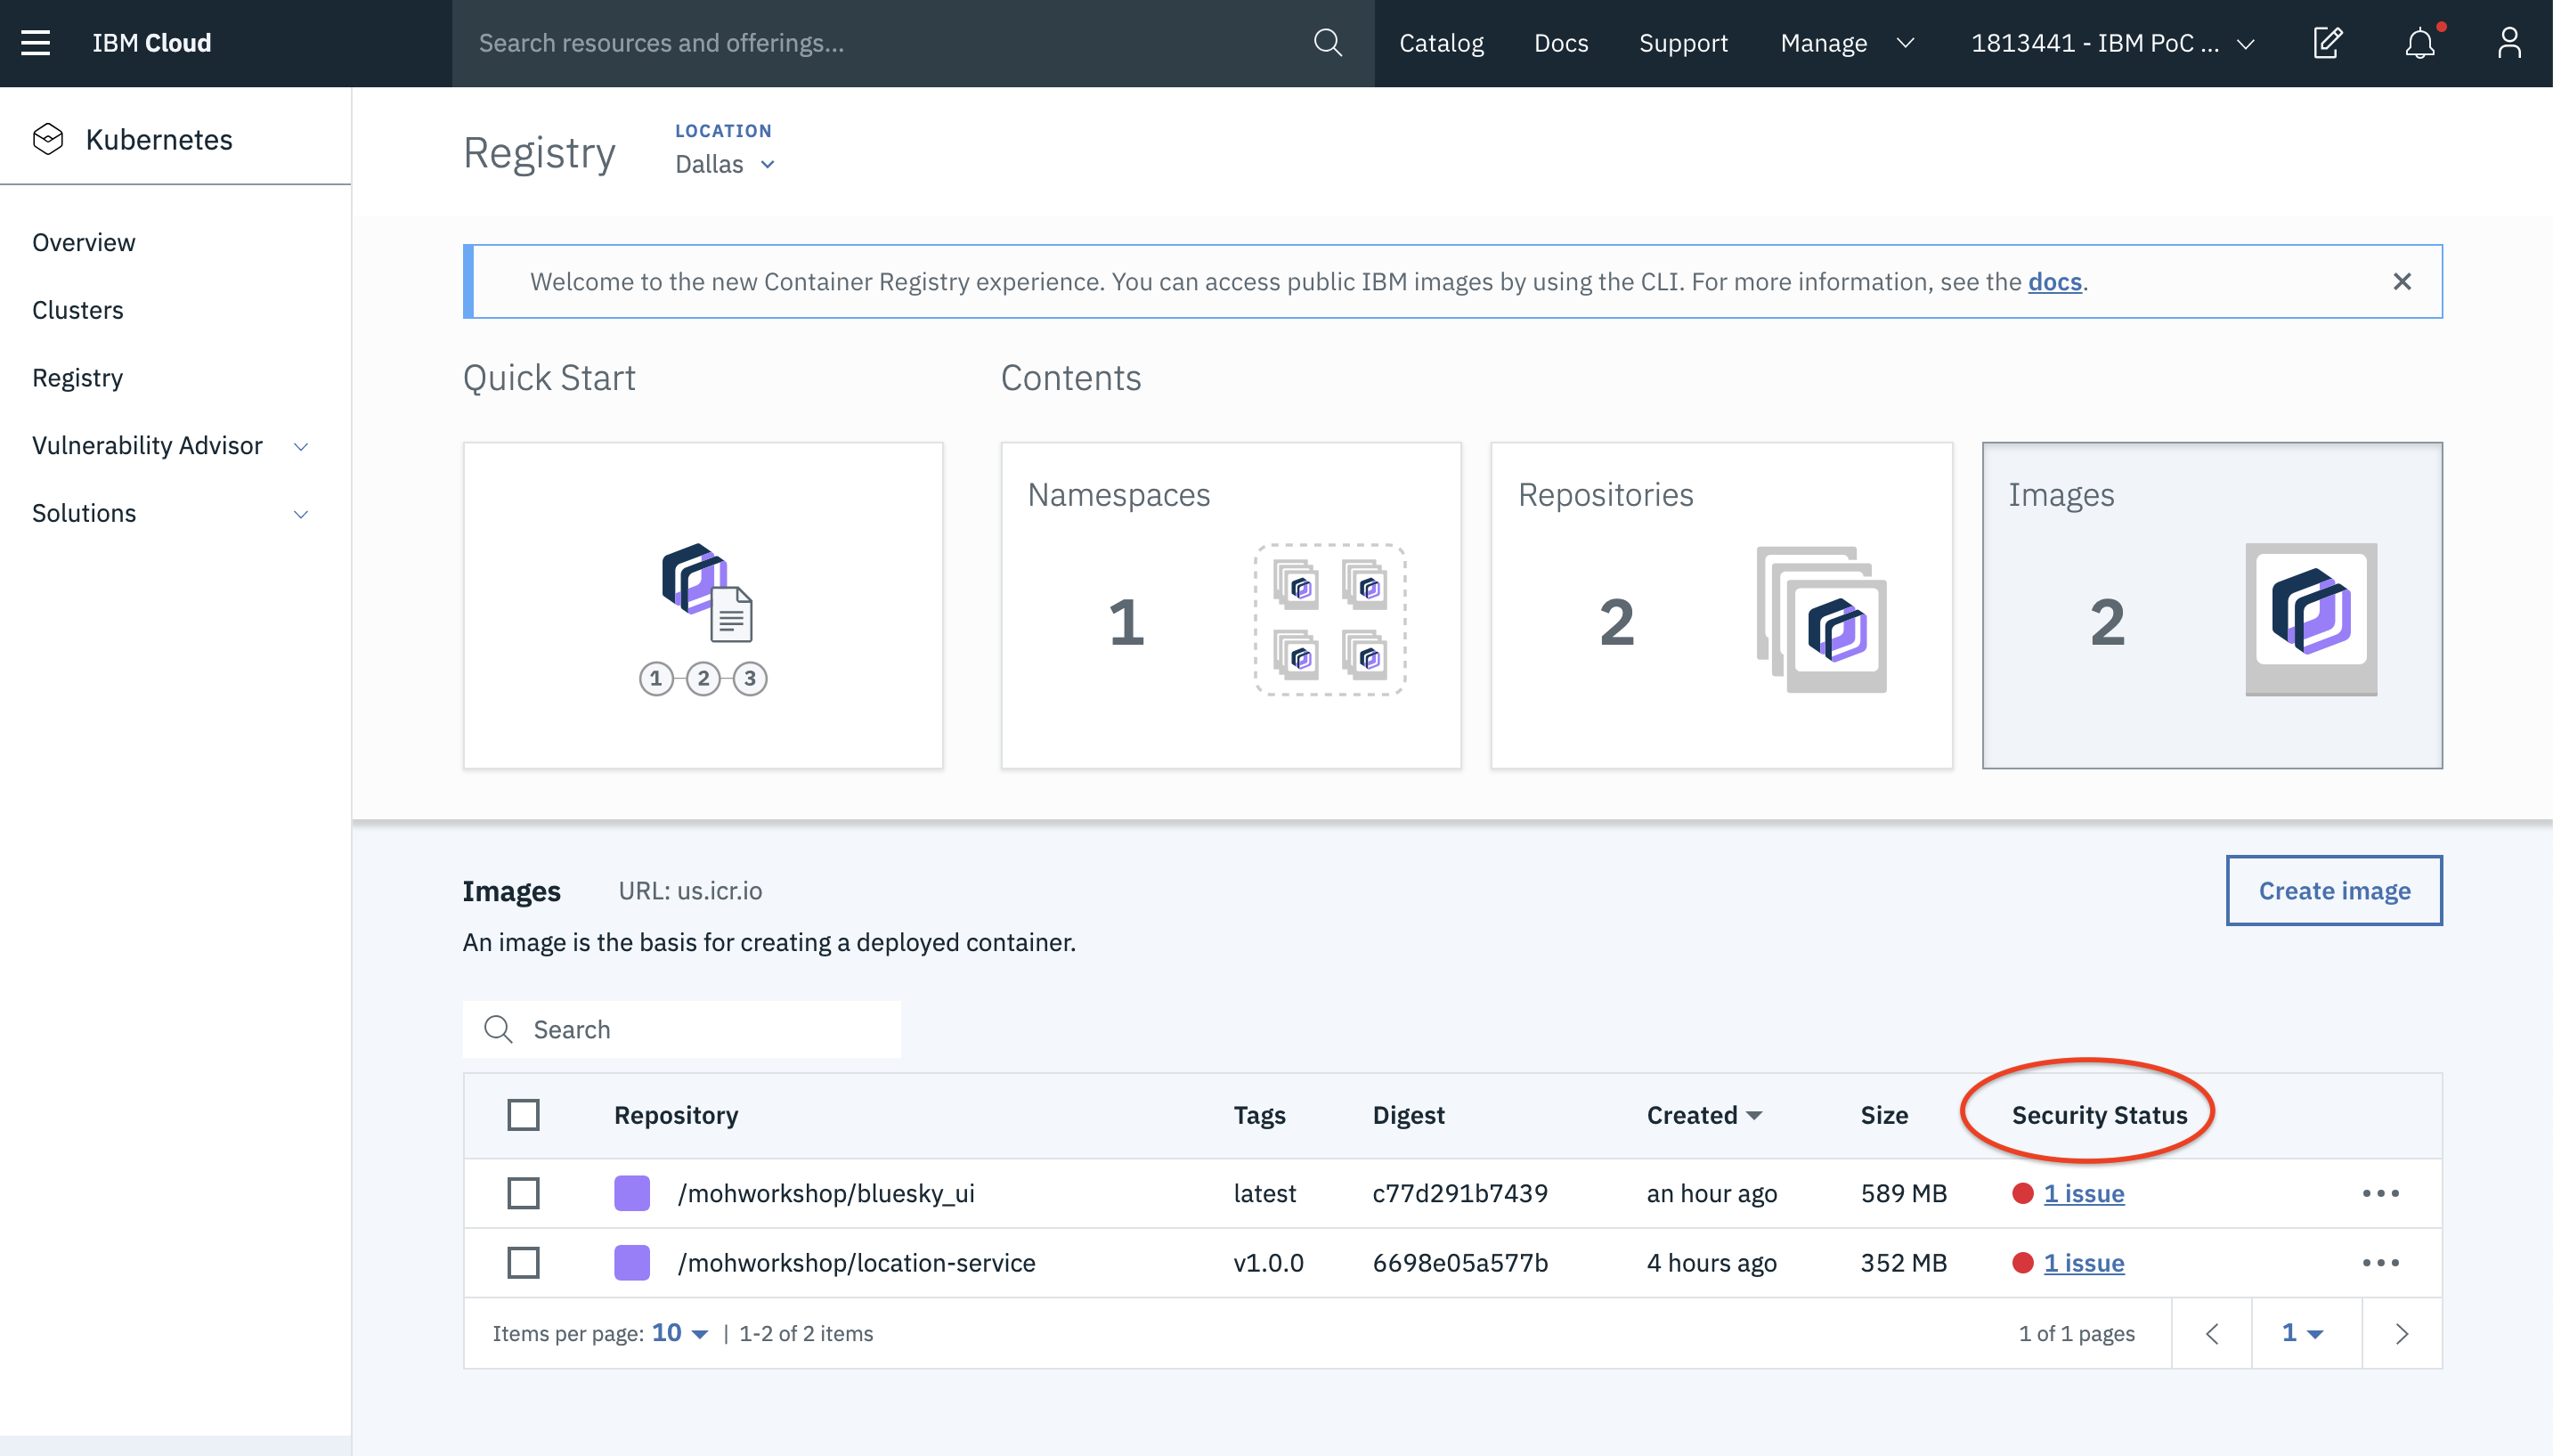 IBM Cloud
Search resources and offerings...
Catalog
Docs
Support
Manage
1813441 - IBM PoC ...
Kubernetes
Overview
Clusters
Registry
Vulnerability Advisor
Solutions
Registry
LOCATION
Dallas
Welcome to the new Container Registry experience. You can access public IBM images by using the CLI. For more information, see the docs.
Quick Start
Contents
1 2 3
Namespaces
1
Repositories
2
Images
2
Images
URL: us.icr.io
Create image
An image is the basis for creating a deployed container.
Search
Repository Tags Digest Created Size Security Status
/mohworkshop/bluesky_ui latest c77d291b7439 an hour ago 589 MB 1 issue
/mohworkshop/location-service v1.0.0 6698e05a577b 4 hours ago 352 MB 1 issue
Items per page: 10 | 1-2 of 2 items 1 of 1 pages 1